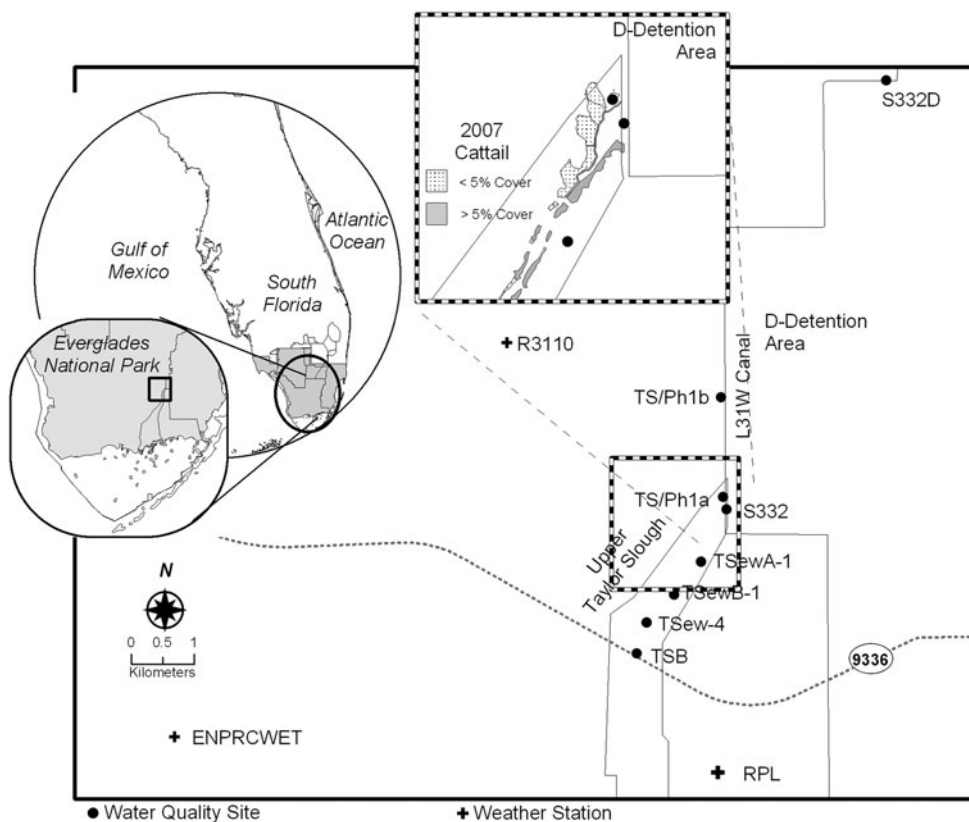 D-Detention
Area
S332D
2007
Cattail
< 5% Cover
> 5% Cover
Atlantic
Ocean
Gulf of
Mexico
South
Florida
Everglades
National Park
R3110
D-Detention
Area
L31W Canal
TS/Ph1b
TS/Ph1a
S332
Upper
Taylor Slough
TSewA-1
TSewB-1
TSew-4
TSB
9336
N
0 0.5 1
Kilometers
ENPRCWET
RPL
Water Quality Site
Weather Station